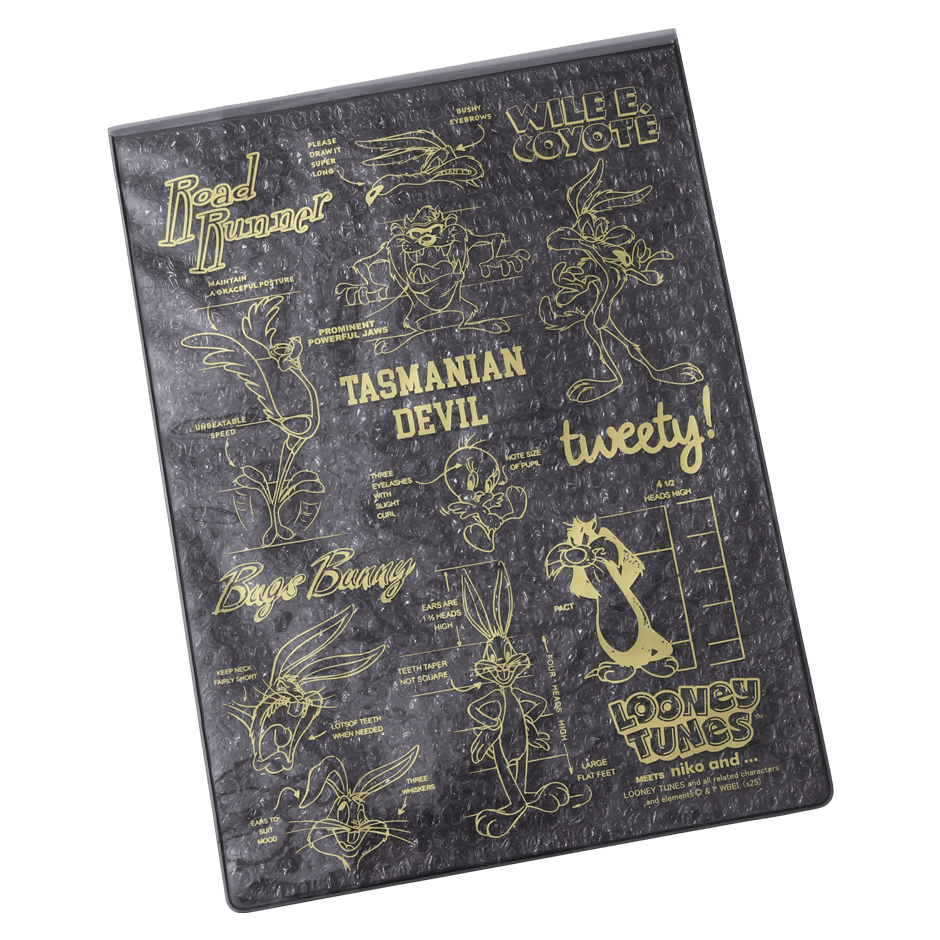 BUSHY
EYEBROWS
WILE E.
COYOTE
PLEASE
DRAW IT
SUPER
LONG
Road
Runner
MAINTAIN
A GRACEFUL POSTURE
PROMINENT
POWERFUL JAWS
TASMANIAN
DEVIL
UNBEATABLE
SPEED
tweety!
NOTE SIZE
OF PUPIL
THREE
EYELASHES
WITH
SLIGHT
CURL
4 1/2
HEADS HIGH
Bugs Bunny
EARS ARE
1 ⅔ HEADS
HIGH
PACT
TEETH TAPER
NOT SQUARE
KEEP NECK
FAIRLY SHORT
FOUR - HEADS HIGH
LOTS OF TEETH
WHEN NEEDED
LARGE
FLAT FEET
THREE
WHISKERS
EARS TO
SUIT
MOOD
LOONEY
TUNES™
MEETS niko and ...
LOONEY TUNES and all related characters
and elements © & ™ WBEI. (s25)